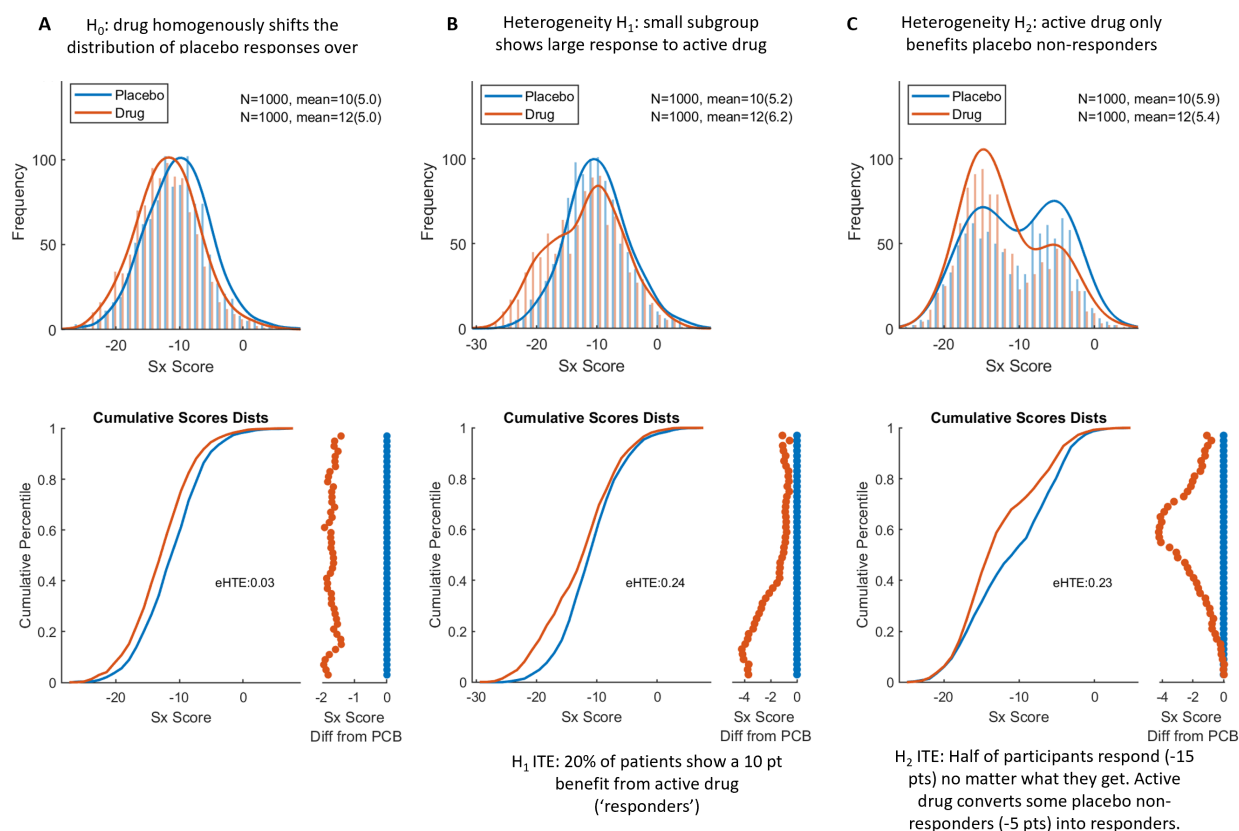 A
H0: drug homogenously shifts the
distribution of placebo responses over
Placebo
Drug
N=1000, mean=10(5.0)
N=1000, mean=12(5.0)
100
50
0
Frequency
-20
-10
0
Sx Score
Cumulative Scores Dists
1
0.8
0.6
0.4
0.2
0
Cumulative Percentile
eHTE:0.03
-20
-10
0
Sx Score
-2
-1
0
Sx Score
Diff from PCB
B
Heterogeneity H1: small subgroup
shows large response to active drug
Placebo
Drug
N=1000, mean=10(5.2)
N=1000, mean=12(6.2)
100
50
0
Frequency
-30
-20
-10
0
Sx Score
Cumulative Scores Dists
1
0.8
0.6
0.4
0.2
0
Cumulative Percentile
eHTE:0.24
-30
-20
-10
0
Sx Score
-4
-2
0
Sx Score
Diff from PCB
H1 ITE: 20% of patients show a 10 pt
benefit from active drug
(‘responders’)
C
Heterogeneity H2: active drug only
benefits placebo non-responders
Placebo
Drug
N=1000, mean=10(5.9)
N=1000, mean=12(5.4)
100
50
0
Frequency
-20
-10
0
Sx Score
Cumulative Scores Dists
1
0.8
0.6
0.4
0.2
0
Cumulative Percentile
eHTE:0.23
-20
-10
0
Sx Score
-4
-2
0
Sx Score
Diff from PCB
H2 ITE: Half of participants respond (-15
pts) no matter what they get. Active
drug converts some placebo non-
responders (-5 pts) into responders.